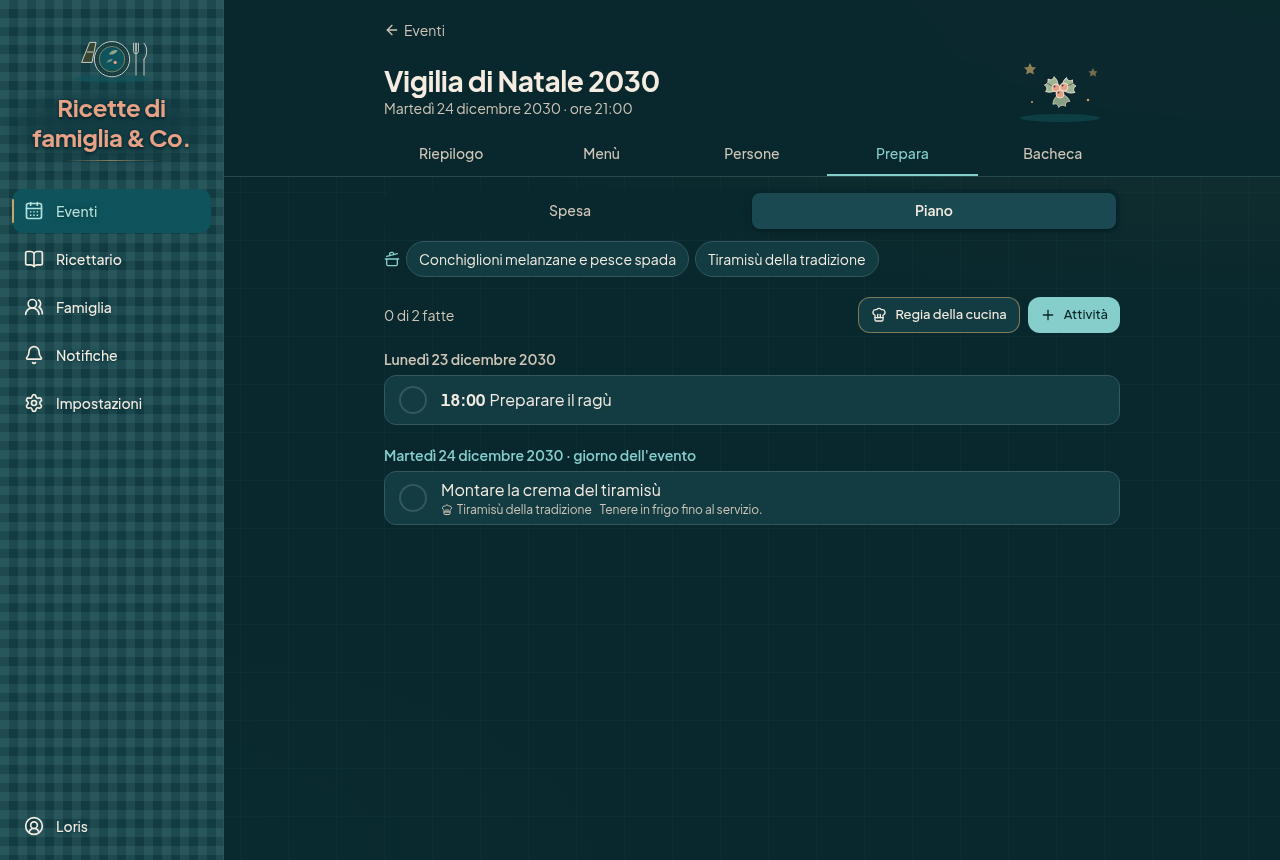 Ricette di
famiglia & Co.
Eventi
Ricettario
Famiglia
Notifiche
Impostazioni
Loris
Eventi
Vigilia di Natale 2030
Martedì 24 dicembre 2030 · ore 21:00
Riepilogo
Menù
Persone
Prepara
Bacheca
Spesa
Piano
Conchiglioni melanzane e pesce spada
Tiramisù della tradizione
0 di 2 fatte
Regia della cucina
Attività
Lunedì 23 dicembre 2030
18:00 Preparare il ragù
Martedì 24 dicembre 2030 · giorno dell'evento
Montare la crema del tiramisù
Tiramisù della tradizione Tenere in frigo fino al servizio.